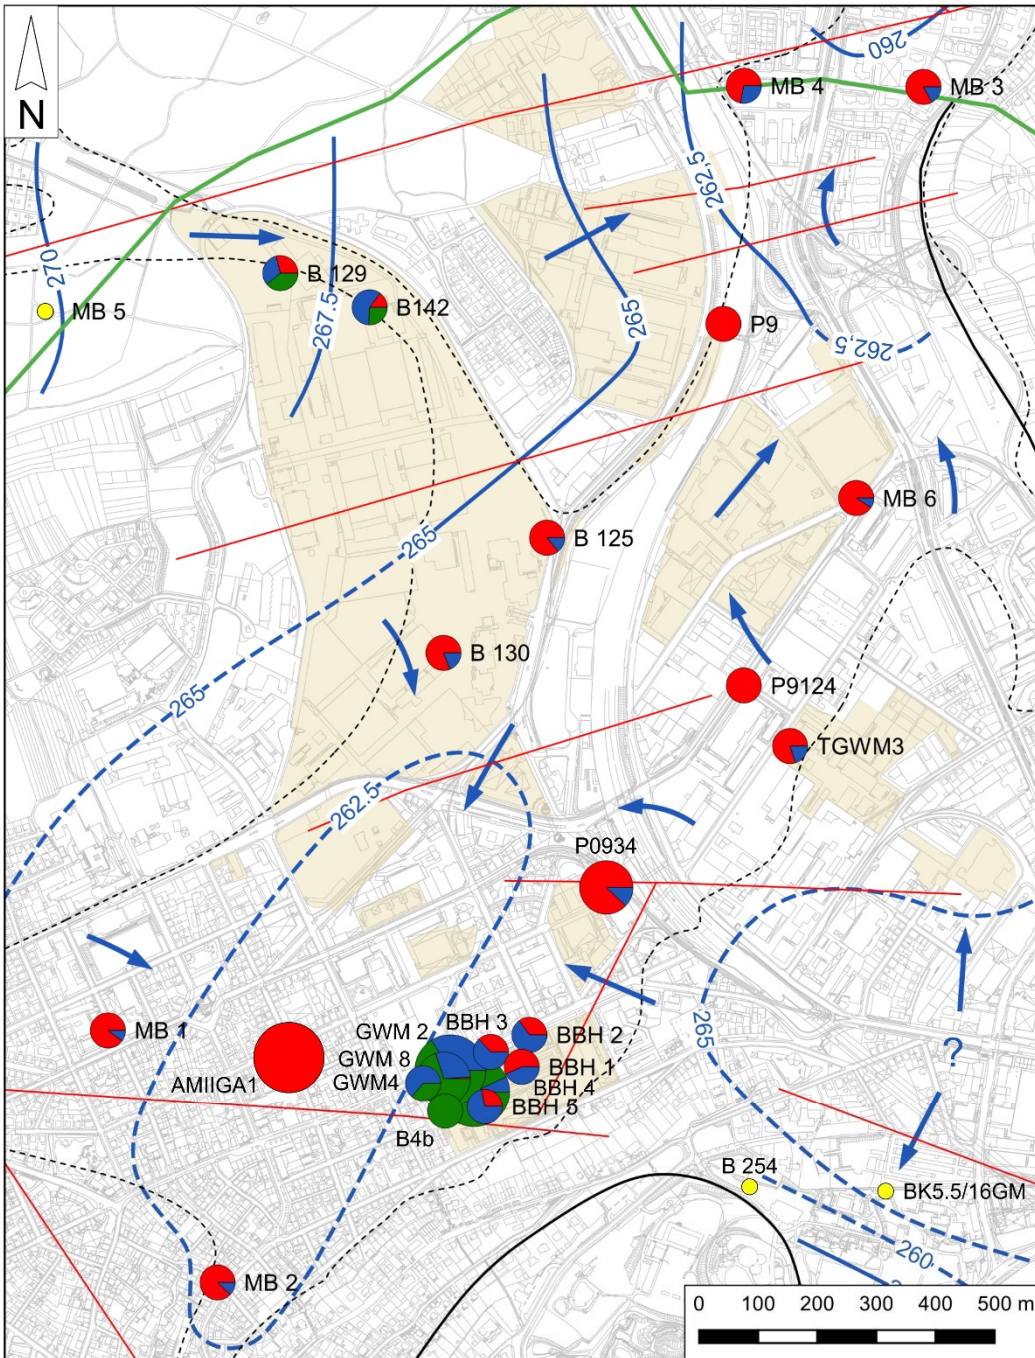 N
260
MB 4
MB 3
262,5
270
MB 5
B 129
B142
267.5
265
P9
262,5
MB 6
B 125
265
B 130
P9124
265
TGWM3
262.5
P0934
MB 1
AMIIGA1
GWM 2
BBH 3
BBH 2
GWM 8
BBH 1
GWM4
BBH 4
BBH 5
B4b
265
?
B 254
BK5.5/16GM
260
MB 2
0 100 200 300 400 500 m